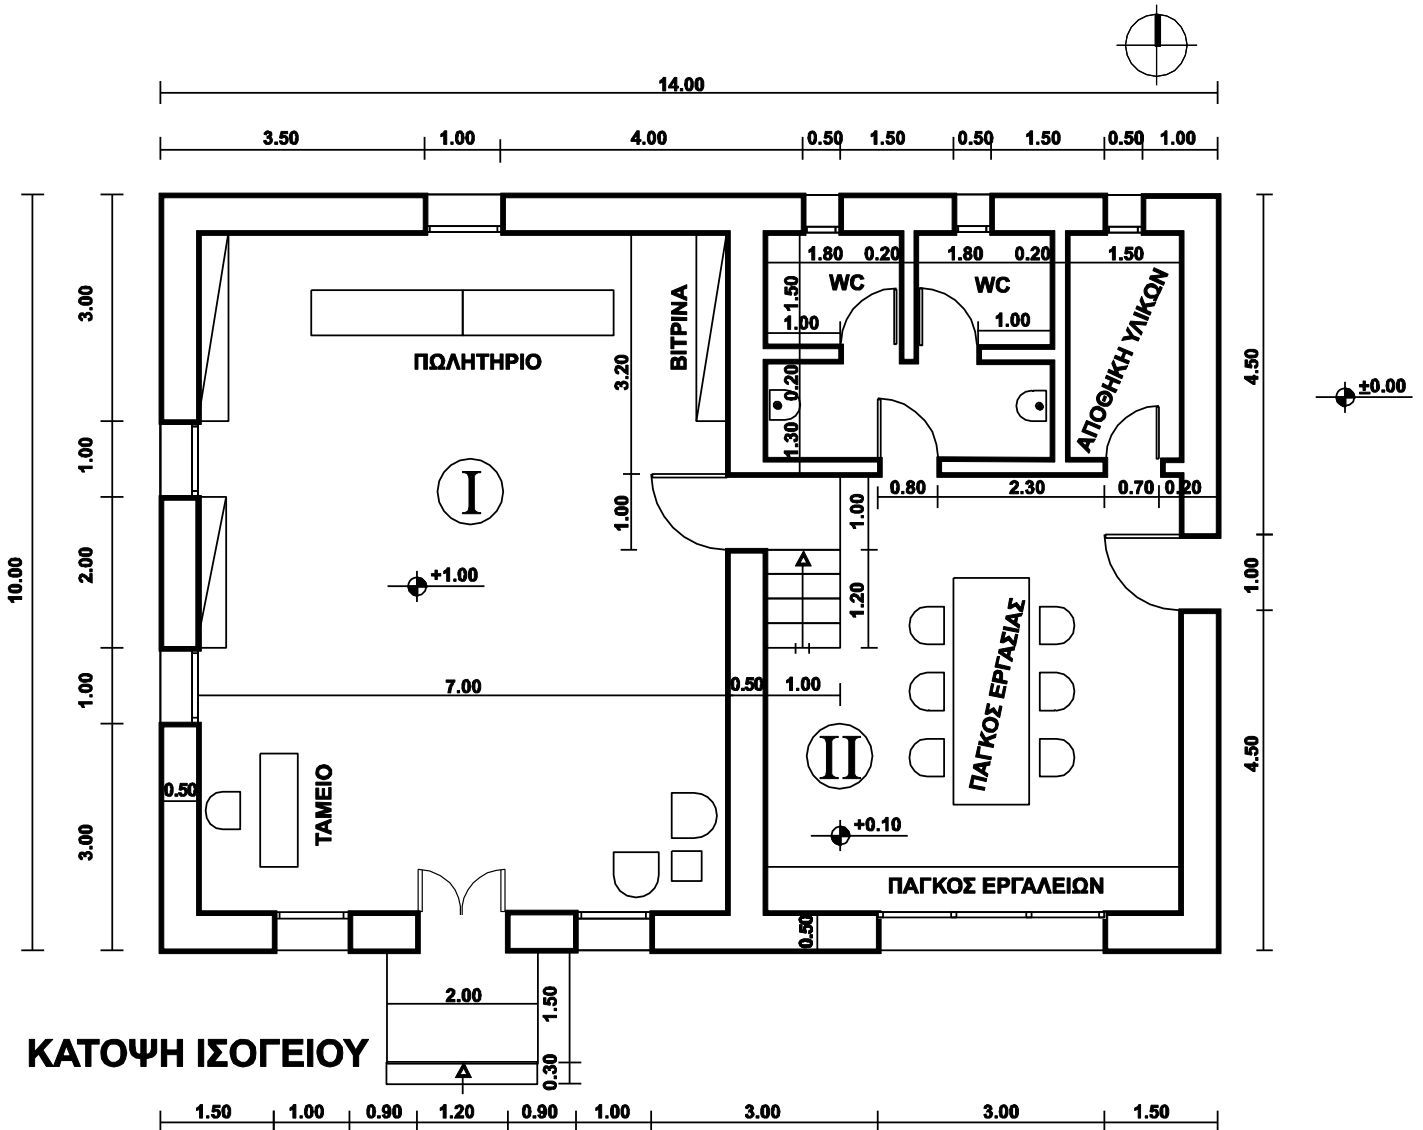 14.00
3.50 1.00 4.00 0.50 1.50 0.50 1.50 0.50 1.00
1.80 0.20 1.80 0.20 1.50
WC WC
1.50
1.00 1.00
3.00
ΒΙΤΡΙΝΑ
ΑΠΟΘΗΚΗ ΥΛΙΚΩΝ
ΠΩΛΗΤΗΡΙΟ
3.20
0.20
4.50
±0.00
1.00
1.30
I
0.80 2.30 0.70 0.20
1.00
1.00
10.00
2.00
+1.00
1.20
1.00
ΠΑΓΚΟΣ ΕΡΓΑΣΙΑΣ
1.00
7.00 0.50 1.00
II
4.50
0.50
ΤΑΜΕΙΟ
3.00
+0.10
ΠΑΓΚΟΣ ΕΡΓΑΛΕΙΩΝ
0.50
2.00
1.50
ΚΑΤΟΨΗ ΙΣΟΓΕΙΟΥ
0.30
1.50 1.00 0.90 1.20 0.90 1.00 3.00 3.00 1.50